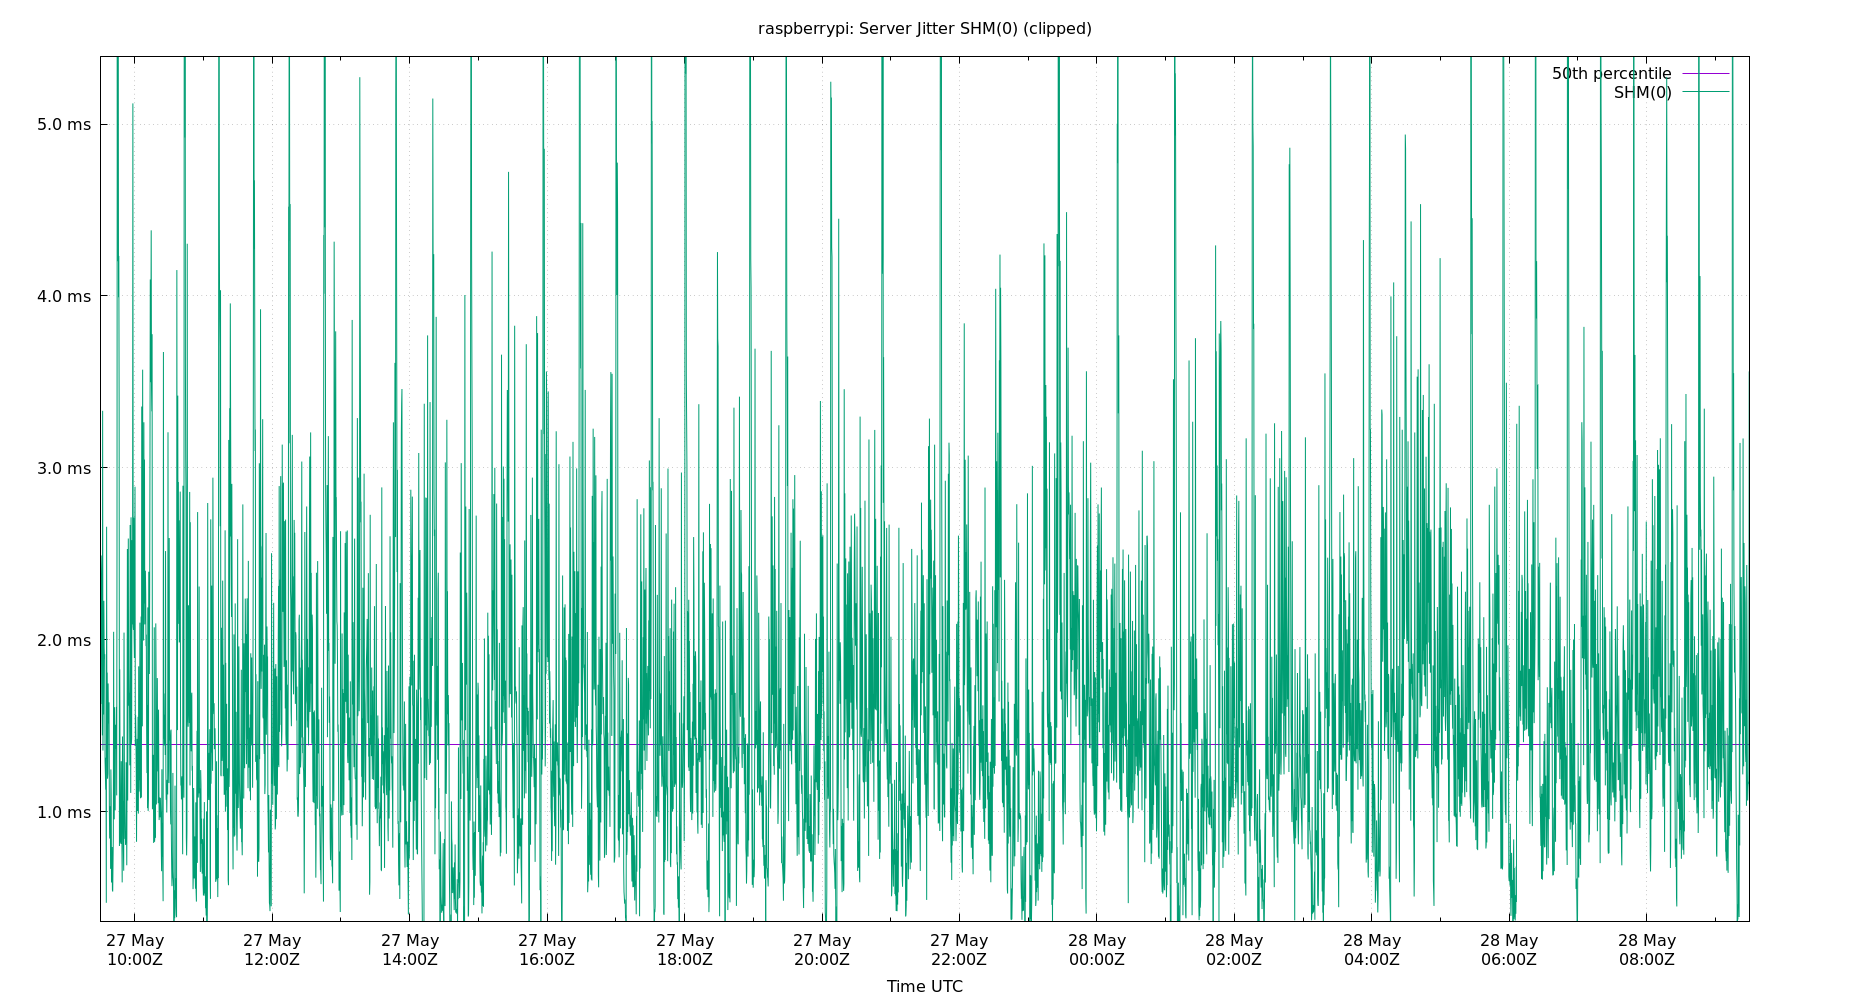 raspberrypi: Server Jitter SHM(0) (clipped)
50th percentile
SHM(0)
5.0 ms
4.0 ms
3.0 ms
2.0 ms
1.0 ms
27 May 27 May 27 May 27 May 27 May 27 May 27 May 28 May 28 May 28 May 28 May 28 May
10:00Z 12:00Z 14:00Z 16:00Z 18:00Z 20:00Z 22:00Z 00:00Z 02:00Z 04:00Z 06:00Z 08:00Z
Time UTC